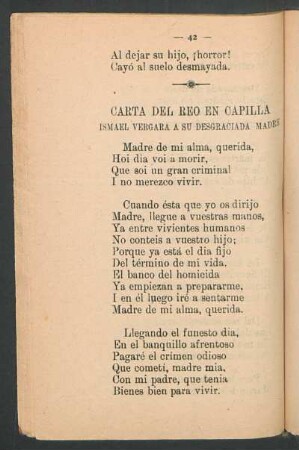 — 42 —
Al dejar su hijo, ¡horror!
Cayó al suelo desmayada.
CARTA DEL REO EN CAPILLA
ISMAEL VERGARA A SU DESGRACIADA MADRE
Madre de mi alma, querida,
Hoi dia voi a morir,
Que soi un gran criminal
I no merezco vivir.
Cuando ésta que yo os dirijo
Madre, llegue a vuestras manos,
Ya entre vivientes humanos
No conteis a vuestro hijo;
Porque ya está el dia fijo
Del término de mi vida.
El banco del homicida
Ya empiezan a prepararme,
I en él luego iré a sentarme
Madre de mi alma, querida.
Llegando el funesto dia,
En el banquillo afrentoso
Pagaré el crimen odioso
Que cometí, madre mia,
Con mi padre, que tenia
Bienes bien para vivir.